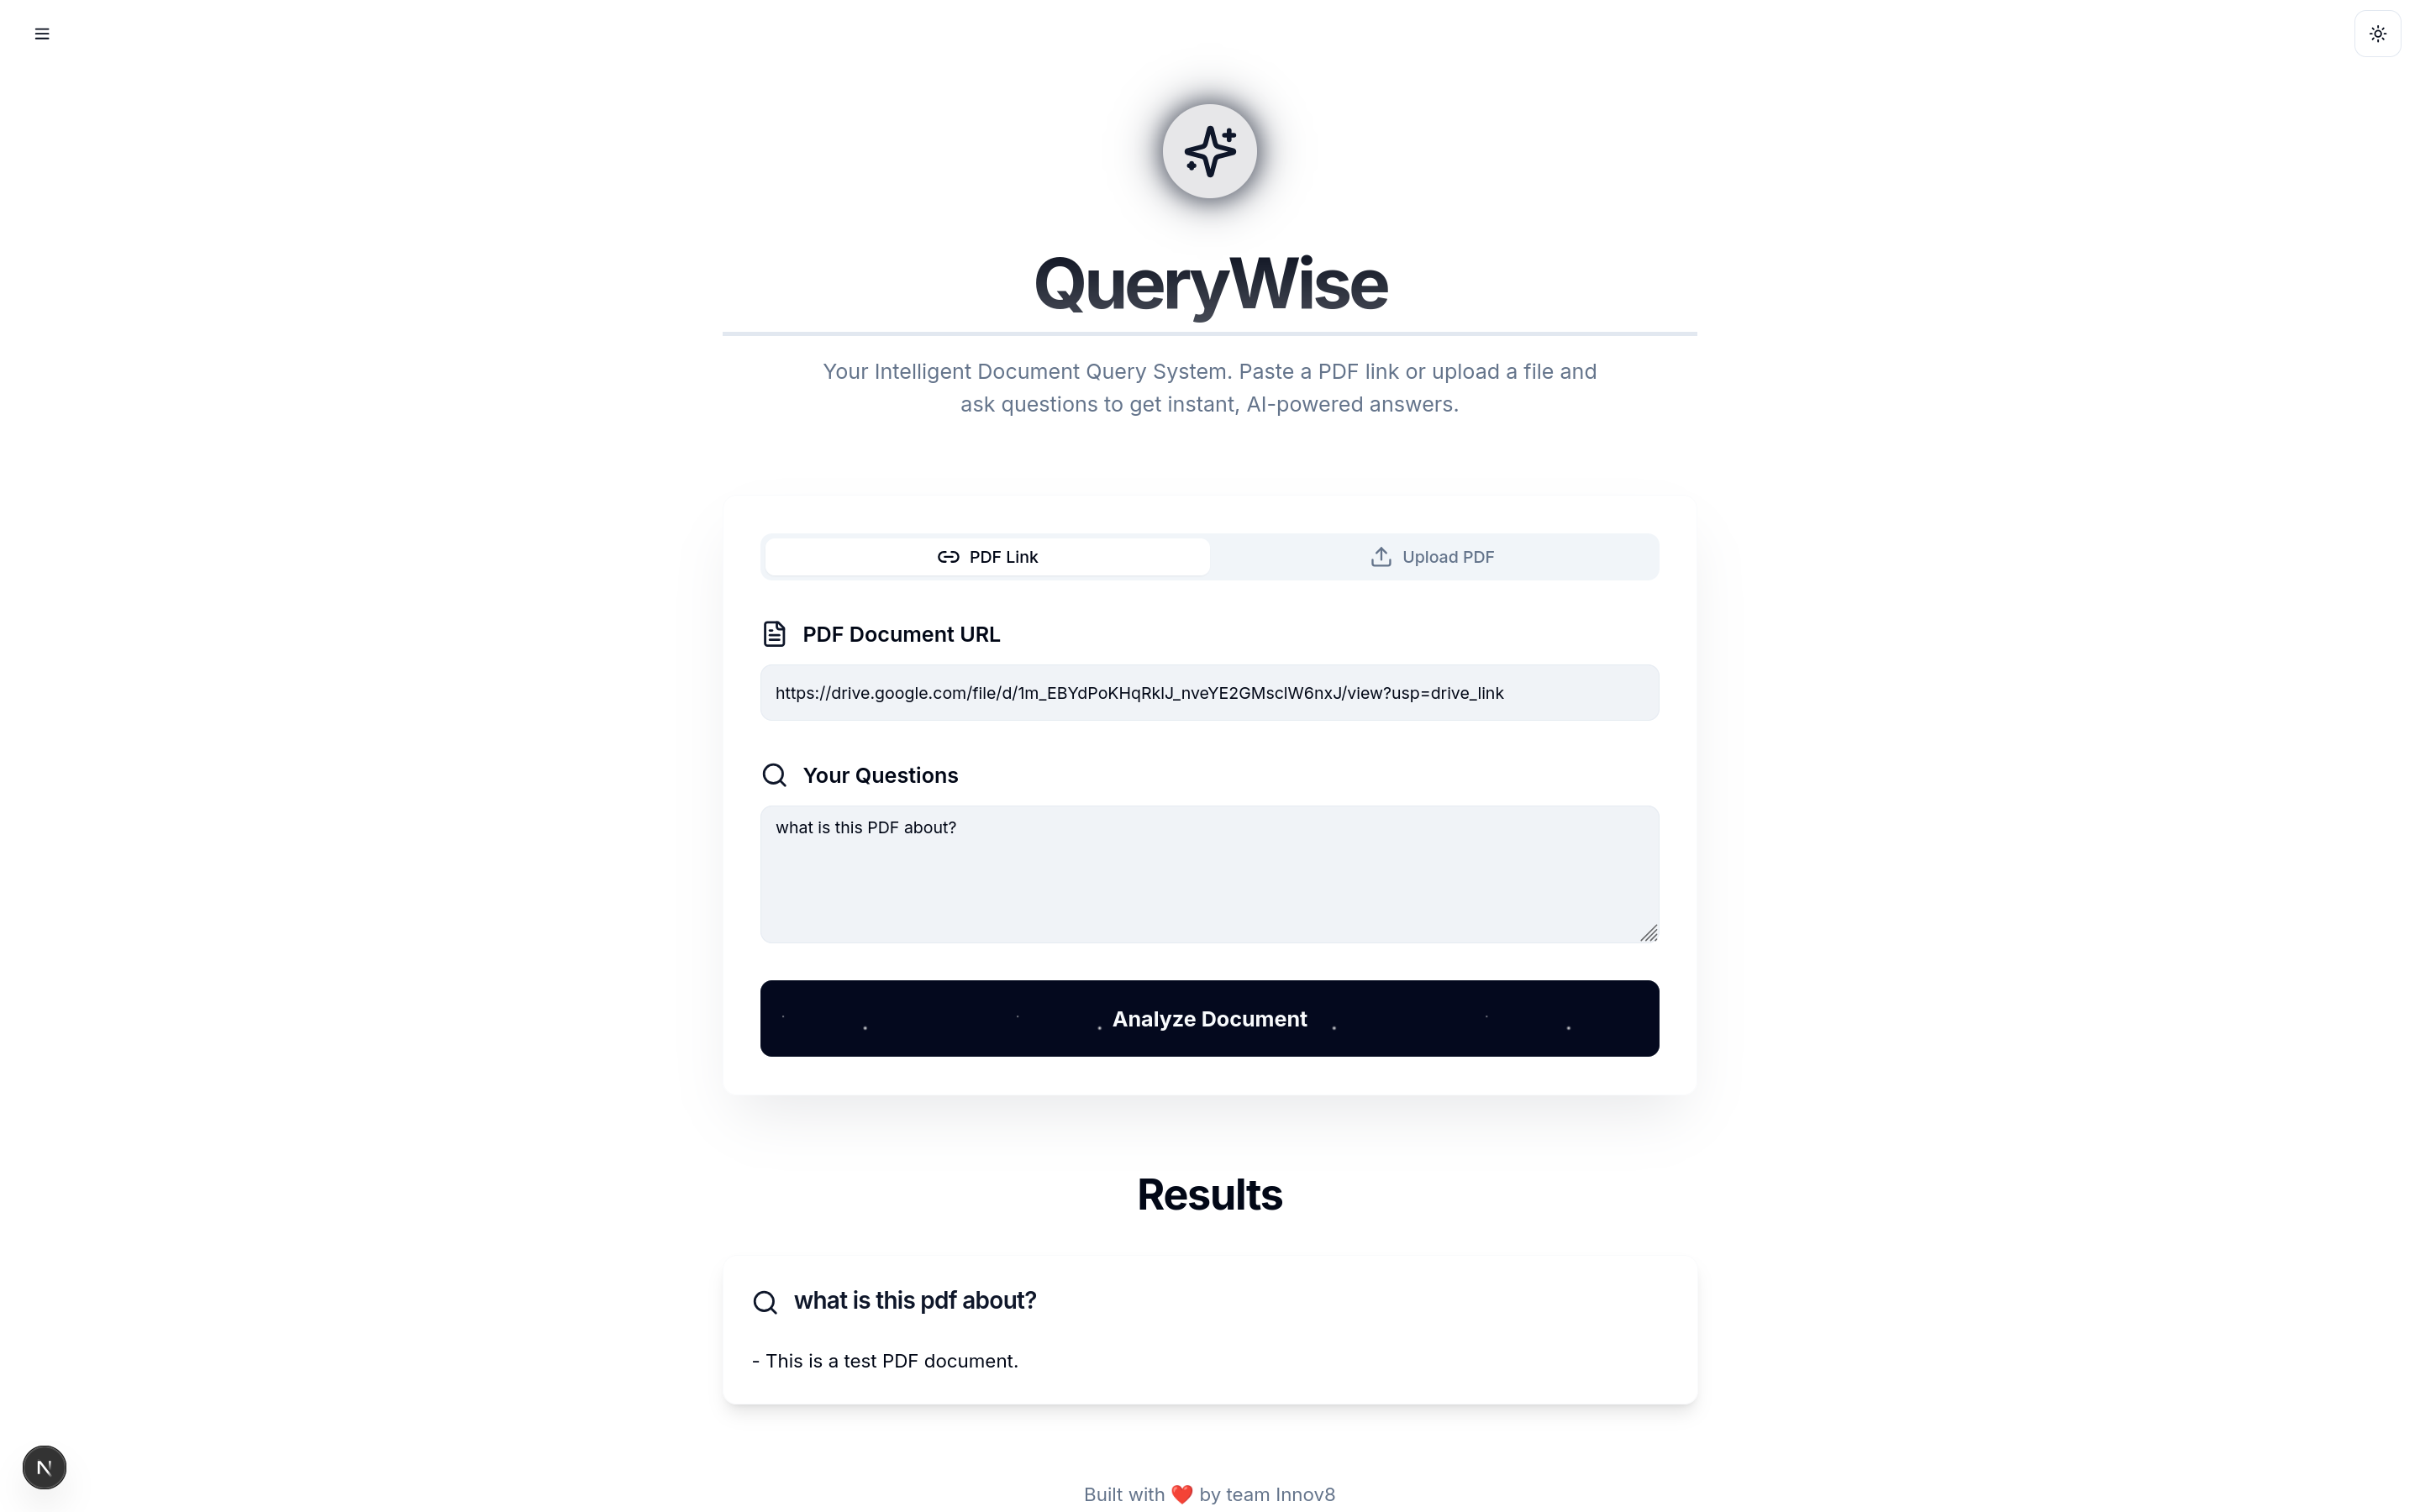 QueryWise
Your Intelligent Document Query System. Paste a PDF link or upload a file and
ask questions to get instant, AI-powered answers.
PDF Link
Upload PDF
PDF Document URL
https://drive.google.com/file/d/1m_EBYdPoKHqRklJ_nveYE2GMsclW6nxJ/view?usp=drive_link
Your Questions
what is this PDF about?
Analyze Document
Results
what is this pdf about?
- This is a test PDF document.
N
Built with ❤️ by team Innov8